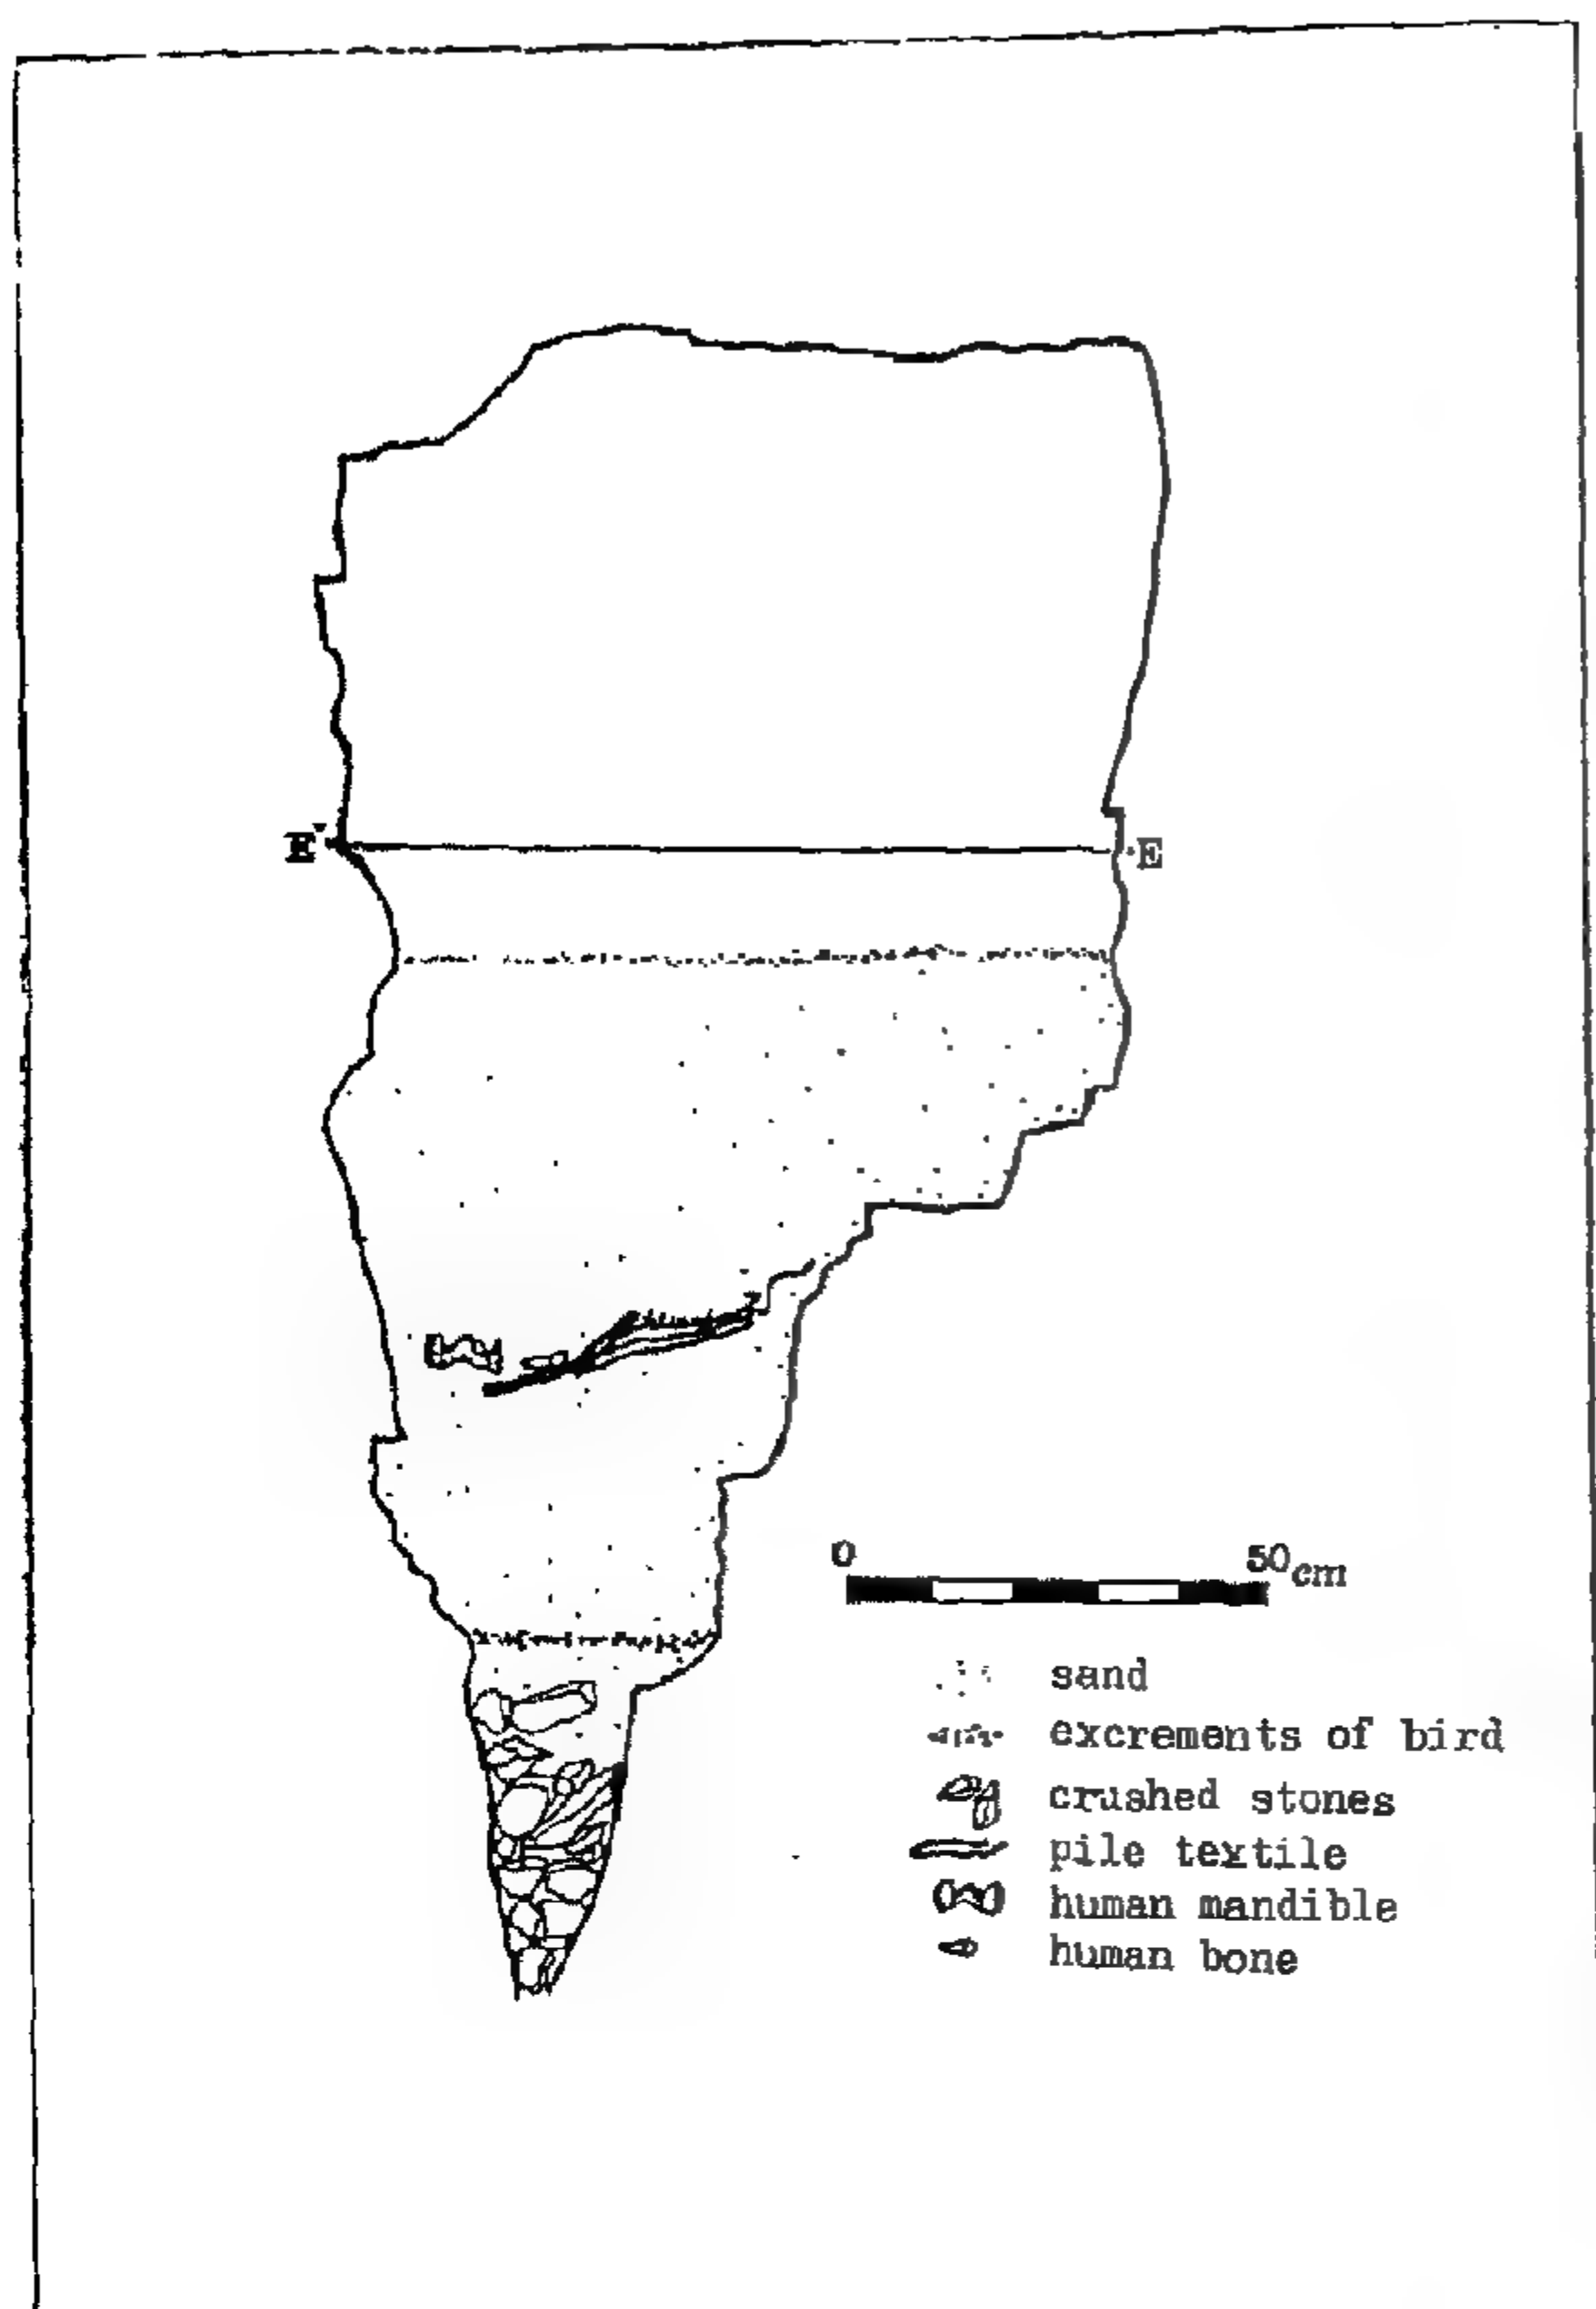 E' E
0 50cm
sand
excrements of bird
crushed stones
pile textile
human mandible
human bone